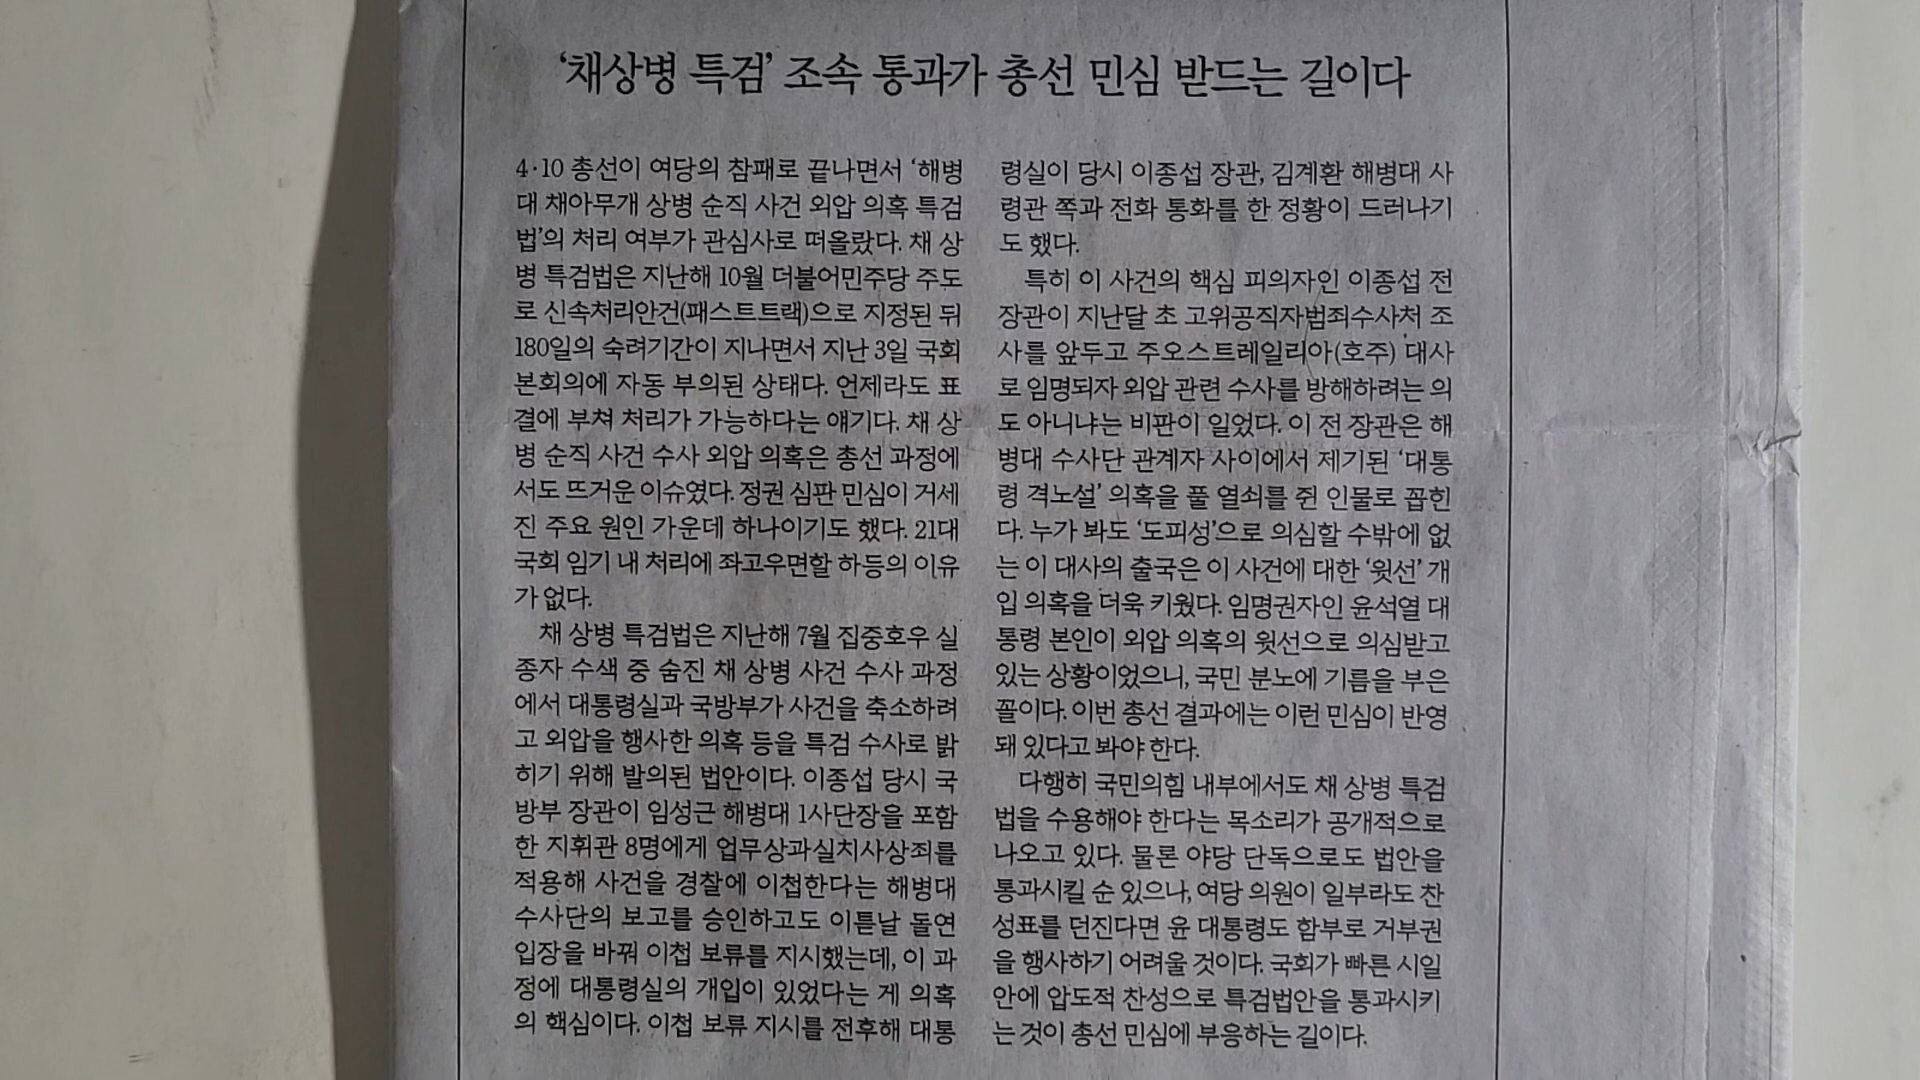 ‘채상병 특검’ 조속 통과가 총선 민심 받드는 길이다
4·10 총선이 여당의 참패로 끝나면서 ‘해병
대 채아무개 상병 순직 사건 외압 의혹 특검
법’의 처리 여부가 관심사로 떠올랐다. 채 상
병 특검법은 지난해 10월 더불어민주당 주도
로 신속처리안건(패스트트랙)으로 지정된 뒤
180일의 숙려기간이 지나면서 지난 3일 국회
본회의에 자동 부의된 상태다. 언제라도 표
결에 부쳐 처리가 가능하다는 얘기다. 채 상
병 순직 사건 수사 외압 의혹은 총선 과정에
서도 뜨거운 이슈였다. 정권 심판 민심이 거세
진 주요 원인 가운데 하나이기도 했다. 21대
국회 임기 내 처리에 좌고우면할 하등의 이유
가 없다.
채 상병 특검법은 지난해 7월 집중호우 실
종자 수색 중 숨진 채 상병 사건 수사 과정
에서 대통령실과 국방부가 사건을 축소하려
고 외압을 행사한 의혹 등을 특검 수사로 밝
히기 위해 발의된 법안이다. 이종섭 당시 국
방부 장관이 임성근 해병대 1사단장을 포함
한 지휘관 8명에게 업무상과실치사상죄를
적용해 사건을 경찰에 이첩한다는 해병대
수사단의 보고를 승인하고도 이튿날 돌연
입장을 바꿔 이첩 보류를 지시했는데, 이 과
정에 대통령실의 개입이 있었다는 게 의혹
의 핵심이다. 이첩 보류 지시를 전후해 대통
령실이 당시 이종섭 장관, 김계환 해병대 사
령관 쪽과 전화 통화를 한 정황이 드러나기
도 했다.
특히 이 사건의 핵심 피의자인 이종섭 전
장관이 지난달 초 고위공직자범죄수사처 조
사를 앞두고 주오스트레일리아(호주) 대사
로 임명되자 외압 관련 수사를 방해하려는 의
도 아니냐는 비판이 일었다. 이 전 장관은 해
병대 수사단 관계자 사이에서 제기된 ‘대통
령 격노설’ 의혹을 풀 열쇠를 쥔 인물로 꼽힌
다. 누가 봐도 ‘도피성’으로 의심할 수밖에 없
는 이 대사의 출국은 이 사건에 대한 ‘윗선’ 개
입 의혹을 더욱 키웠다. 임명권자인 윤석열 대
통령 본인이 외압 의혹의 윗선으로 의심받고
있는 상황이었으니, 국민 분노에 기름을 부은
꼴이다. 이번 총선 결과에는 이런 민심이 반영
돼 있다고 봐야 한다.
다행히 국민의힘 내부에서도 채 상병 특검
법을 수용해야 한다는 목소리가 공개적으로
나오고 있다. 물론 야당 단독으로도 법안을
통과시킬 순 있으나, 여당 의원이 일부라도 찬
성표를 던진다면 윤 대통령도 함부로 거부권
을 행사하기 어려울 것이다. 국회가 빠른 시일
안에 압도적 찬성으로 특검법안을 통과시키
는 것이 총선 민심에 부응하는 길이다.